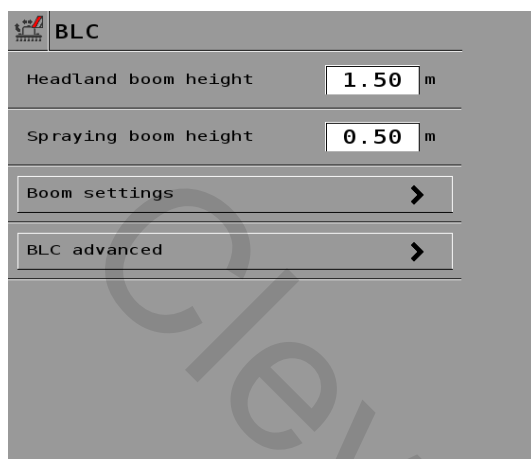 BLC
Headland boom height 1.50 m
Spraying boom height 0.50 m
Boom settings
BLC advanced
Clev